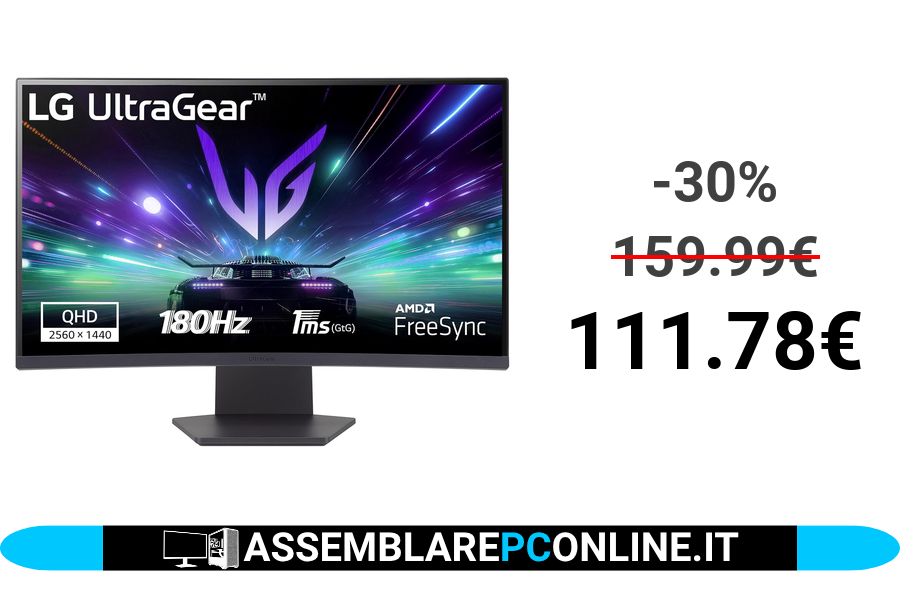 LG UltraGear™
QHD
2560 × 1440
180Hz
1ms (GtG)
AMD
FreeSync
-30%
159.99€
111.78€
ASSEMBLAREPCONLINE.IT